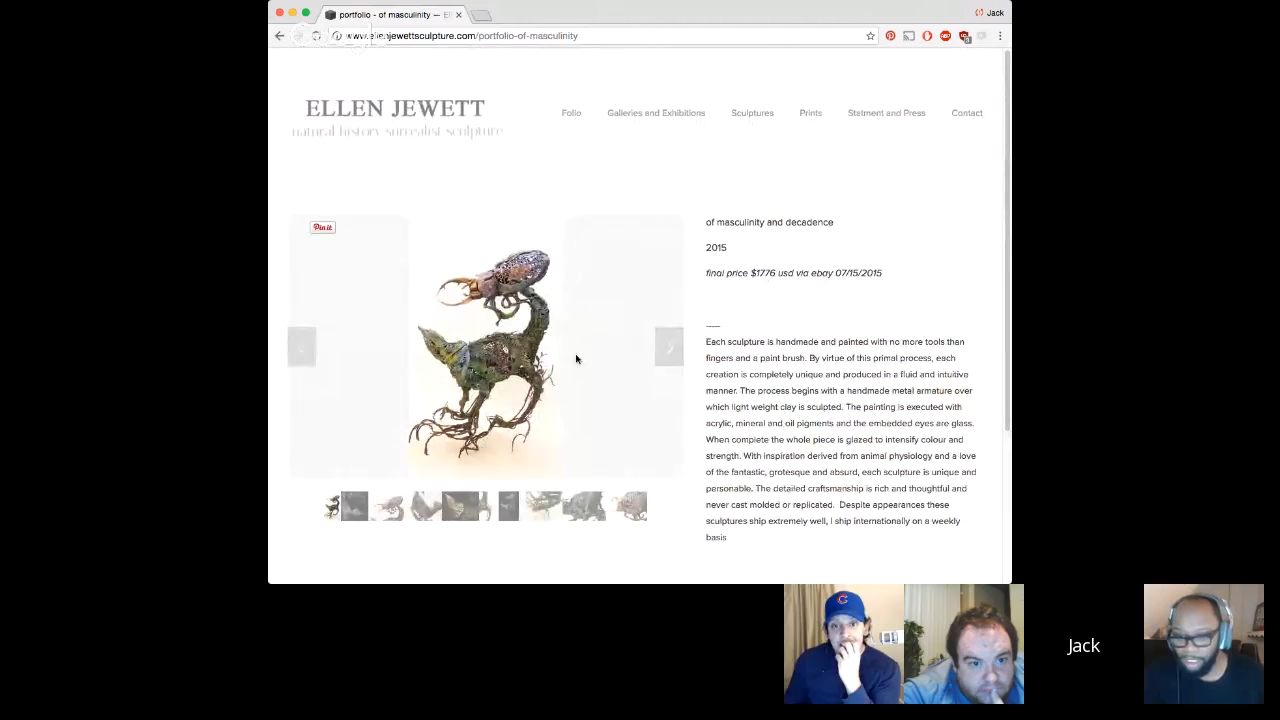 portfolio - of masculinity —
Jack
www.ellenjewettsculpture.com/portfolio-of-masculinity
ELLEN JEWETT
natural history surrealist sculpture
Folio
Galleries and Exhibitions
Sculptures
Prints
Statment and Press
Contact
Pin it
of masculinity and decadence
2015
final price $1776 usd via ebay 07/15/2015
Each sculpture is handmade and painted with no more tools than
fingers and a paint brush. By virtue of this primal process, each
creation is completely unique and produced in a fluid and intuitive
manner. The process begins with a handmade metal armature over
which light weight clay is sculpted. The painting is executed with
acrylic, mineral and oil pigments and the embedded eyes are glass.
When complete the whole piece is glazed to intensify colour and
strength. With inspiration derived from animal physiology and a love
of the fantastic, grotesque and absurd, each sculpture is unique and
personable. The detailed craftsmanship is rich and thoughtful and
never cast molded or replicated. Despite appearances these
sculptures ship extremely well, I ship internationally on a weekly
basis
C
Jack